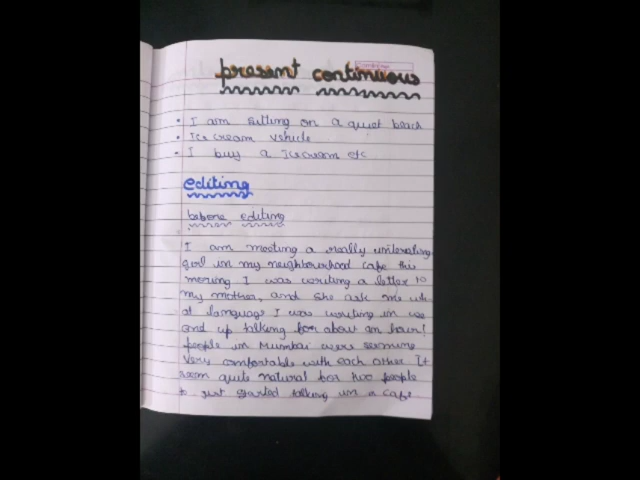 present continuous
• I am sitting on a quiet beach
• Ice cream vehicle
• I buy a Icecream etc
editing
before editing
I am meeting a really interesting
girl in my neighbourhood cafe this
morning I was writing a letter to
my mother, and she ask me wh
at language I was writing in we
end up talking for about an hour!
people in Mumbai were seeming
very comfortable with each other It
seem quite natural for two people
to just started talking in a cafe